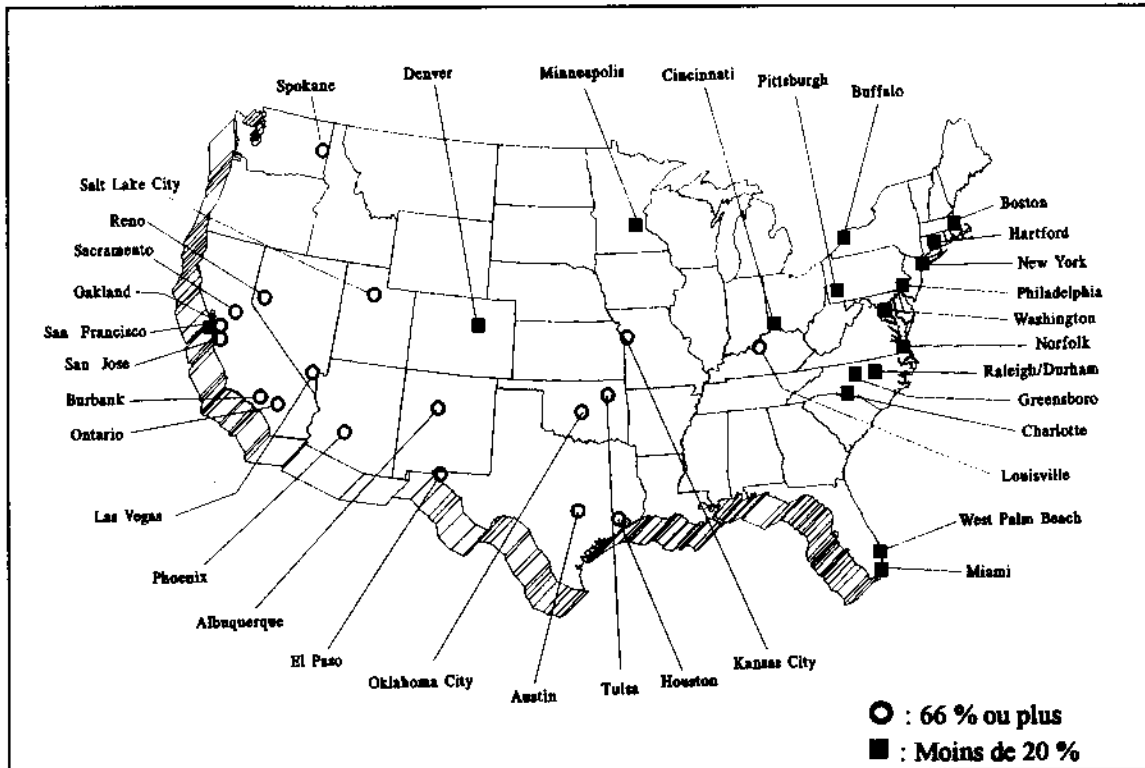 Spokane
Denver
Minneapolis
Cincinnati
Pittsburgh
Buffalo
Salt Lake City
Reno
Sacramento
Oakland
San Francisco
San Jose
Burbank
Ontario
Las Vegas
Phoenix
Albuquerque
El Paso
Oklahoma City
Austin
Tulsa
Houston
Kansas City
Boston
Hartford
New York
Philadelphia
Washington
Norfolk
Raleigh/Durham
Greensboro
Charlotte
Louisville
West Palm Beach
Miami
: 66 % ou plus
: Moins de 20 %